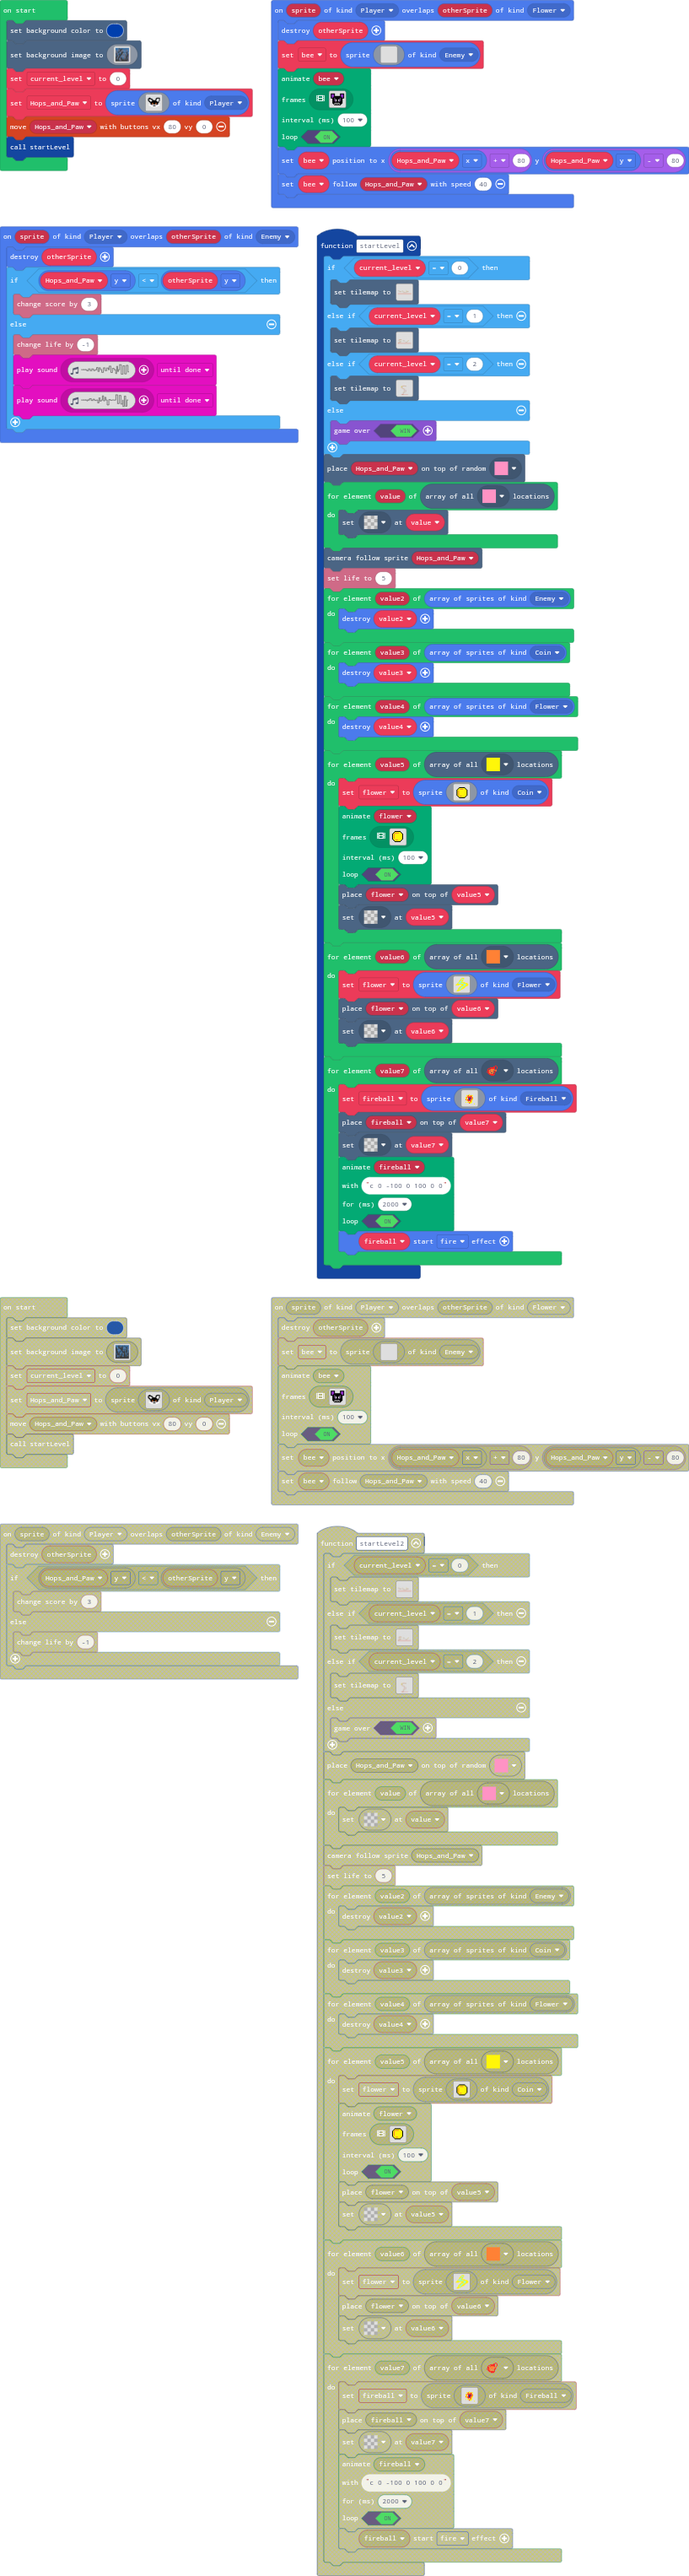 on start
set background color to
set background image to
set current_level to 0
set Hops_and_Paw to sprite of kind Player
move Hops_and_Paw with buttons vx 80 vy 0
call startLevel
on sprite of kind Player overlaps otherSprite of kind Flower
destroy otherSprite
set bee to sprite of kind Enemy
animate bee
frames
interval (ms) 100
loop ON
set bee position to x Hops_and_Paw x + 80 y Hops_and_Paw y - 80
set bee follow Hops_and_Paw with speed 40
on sprite of kind Player overlaps otherSprite of kind Enemy
destroy otherSprite
if Hops_and_Paw y < otherSprite y then
change score by 3
else
change life by -1
play sound until done
play sound until done
function startLevel
if current_level = 0 then
set tilemap to
else if current_level = 1 then
set tilemap to
else if current_level = 2 then
set tilemap to
else
game over WIN
place Hops_and_Paw on top of random
for element value of array of all locations
do
set at value
camera follow sprite Hops_and_Paw
set life to 5
for element value2 of array of sprites of kind Enemy
do
destroy value2
for element value3 of array of sprites of kind Coin
do
destroy value3
for element value4 of array of sprites of kind Flower
do
destroy value4
for element value5 of array of all locations
do
set flower to sprite of kind Coin
animate flower
frames
interval (ms) 100
loop ON
place flower on top of value5
set at value5
for element value6 of array of all locations
do
set flower to sprite of kind Flower
place flower on top of value6
set at value6
for element value7 of array of all locations
do
set fireball to sprite of kind Fireball
place fireball on top of value7
set at value7
animate fireball
with "c 0 -100 0 100 0 0"
for (ms) 2000
loop ON
fireball start fire effect
on start
set background color to
set background image to
set current_level to 0
set Hops_and_Paw to sprite of kind Player
move Hops_and_Paw with buttons vx 80 vy 0
call startLevel
on sprite of kind Player overlaps otherSprite of kind Flower
destroy otherSprite
set bee to sprite of kind Enemy
animate bee
frames
interval (ms) 100
loop ON
set bee position to x Hops_and_Paw x + 80 y Hops_and_Paw y - 80
set bee follow Hops_and_Paw with speed 40
on sprite of kind Player overlaps otherSprite of kind Enemy
destroy otherSprite
if Hops_and_Paw y < otherSprite y then
change score by 3
else
change life by -1
function startLevel2
if current_level = 0 then
set tilemap to
else if current_level = 1 then
set tilemap to
else if current_level = 2 then
set tilemap to
else
game over WIN
place Hops_and_Paw on top of random
for element value of array of all locations
do
set at value
camera follow sprite Hops_and_Paw
set life to 5
for element value2 of array of sprites of kind Enemy
do
destroy value2
for element value3 of array of sprites of kind Coin
do
destroy value3
for element value4 of array of sprites of kind Flower
do
destroy value4
for element value5 of array of all locations
do
set flower to sprite of kind Coin
animate flower
frames
interval (ms) 100
loop ON
place flower on top of value5
set at value5
for element value6 of array of all locations
do
set flower to sprite of kind Flower
place flower on top of value6
set at value6
for element value7 of array of all locations
do
set fireball to sprite of kind Fireball
place fireball on top of value7
set at value7
animate fireball
with "c 0 -100 0 100 0 0"
for (ms) 2000
loop ON
fireball start fire effect